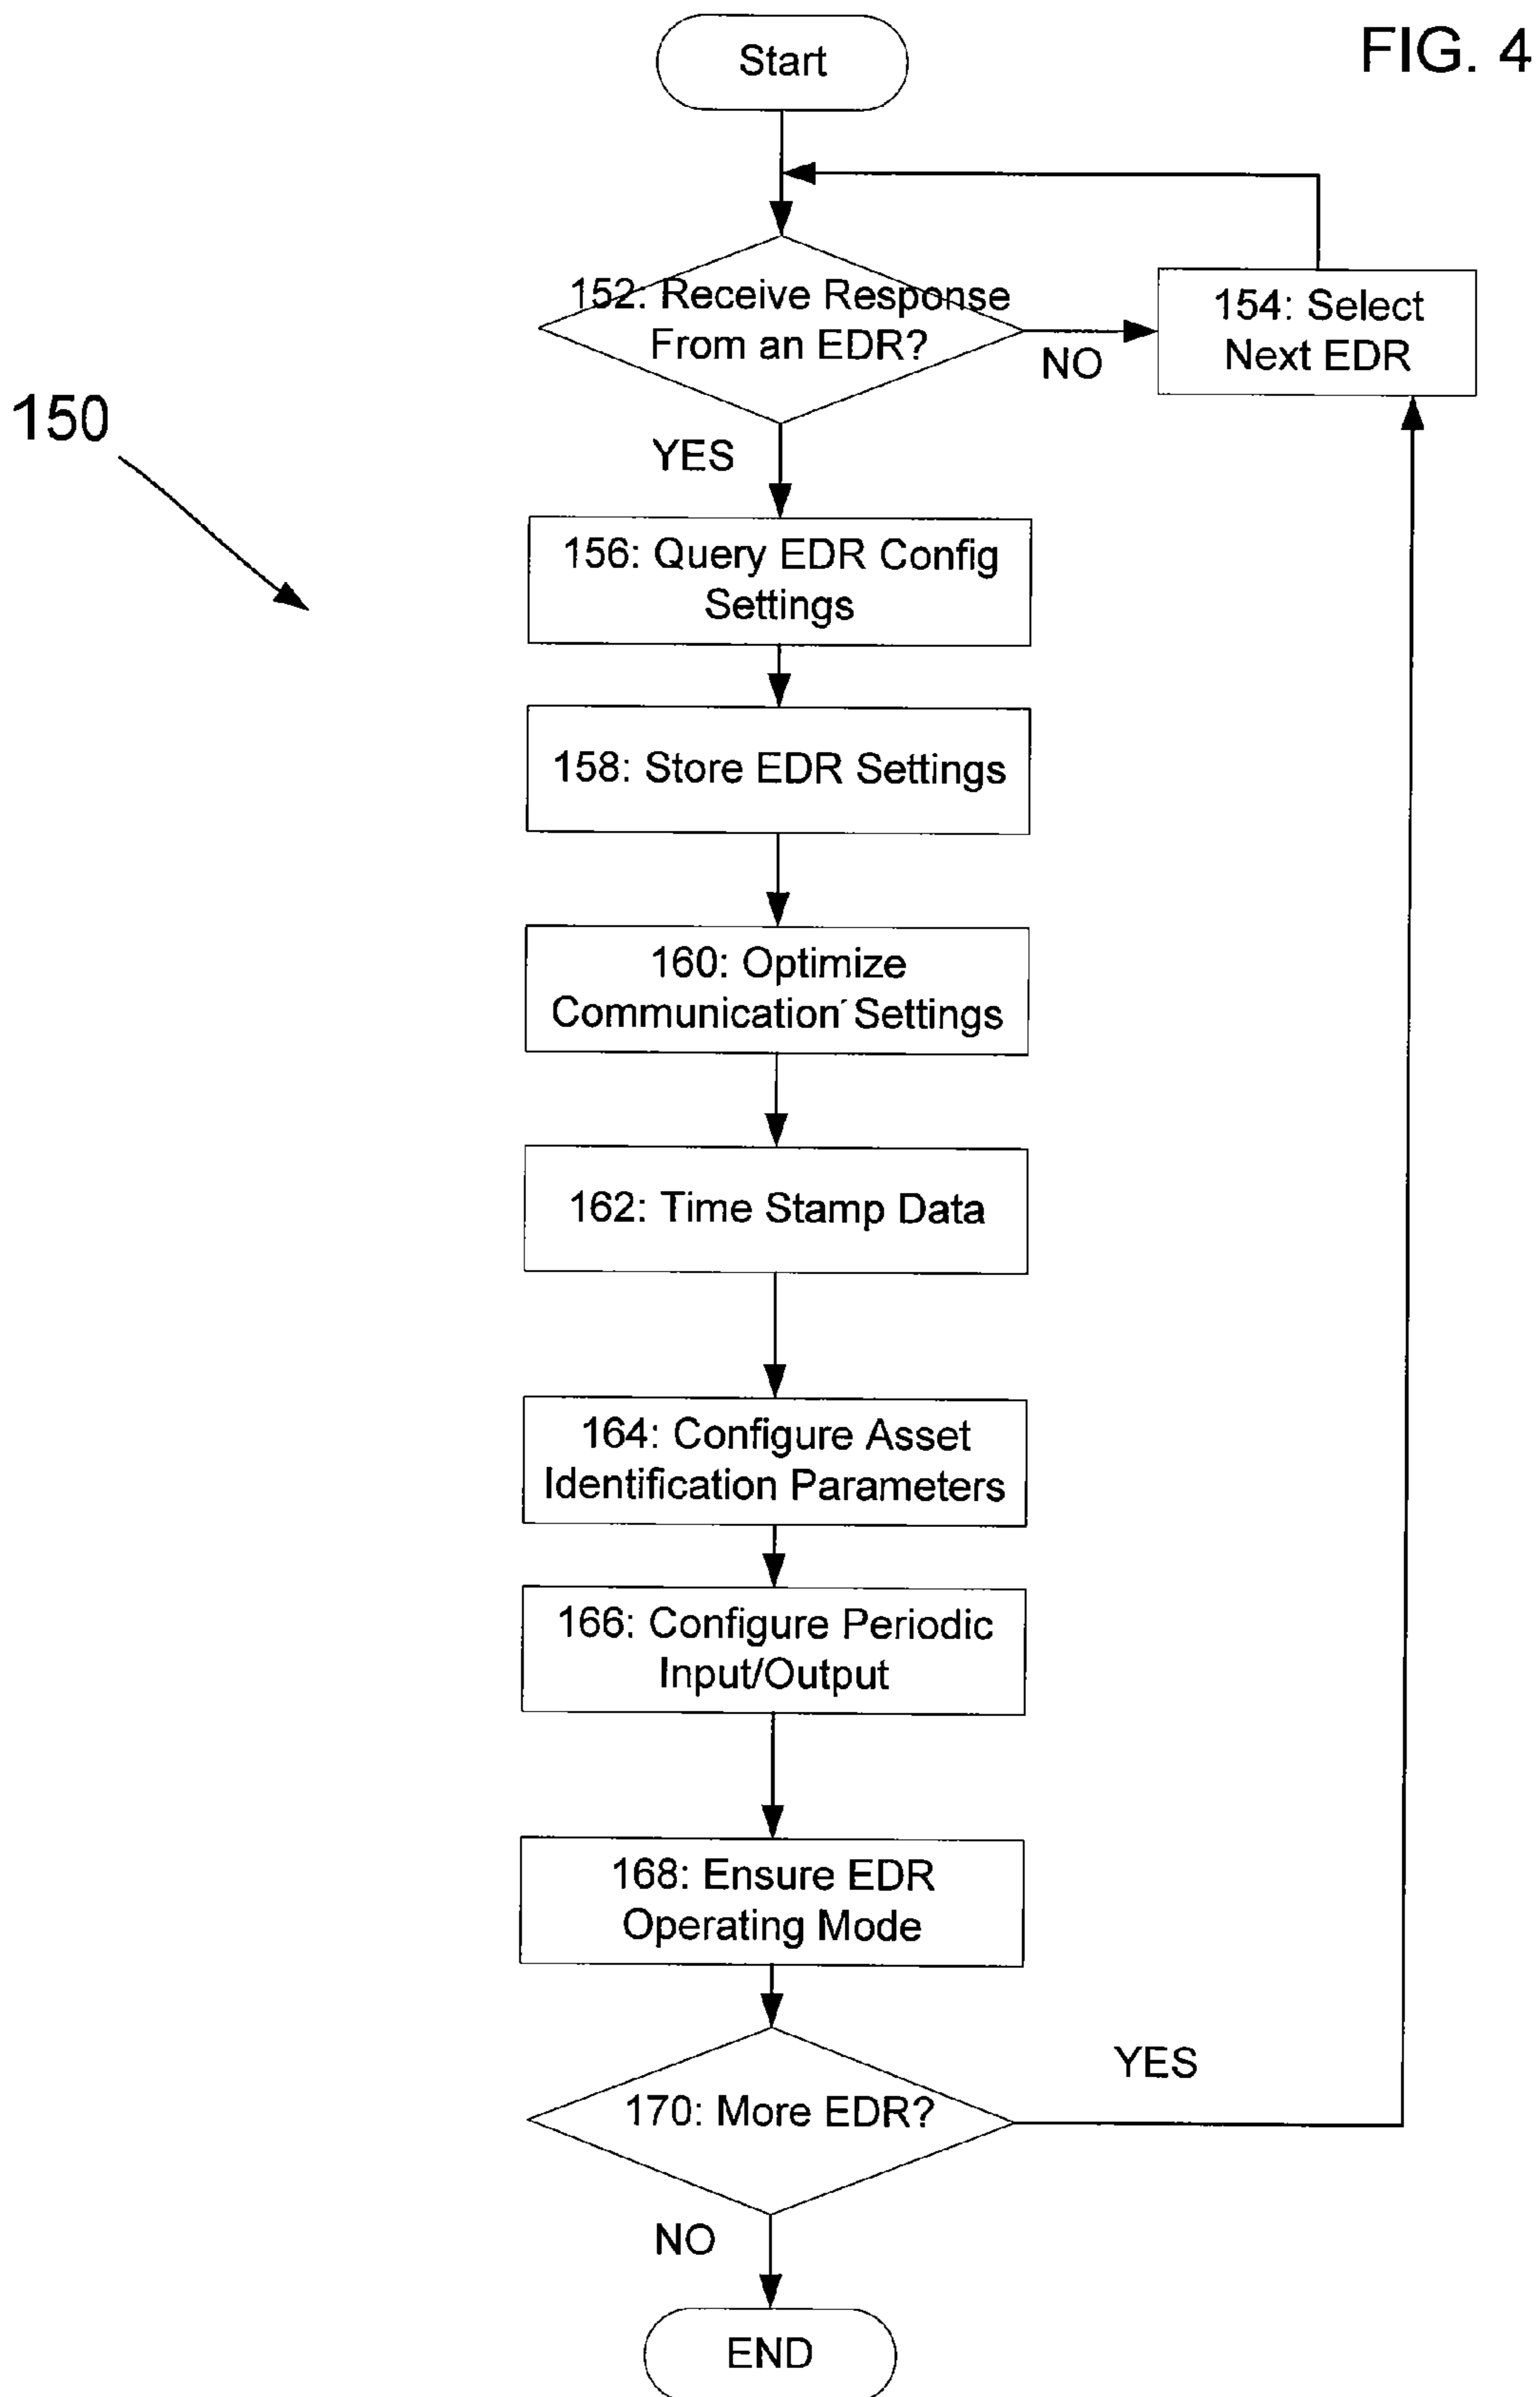 Start
FIG. 4
152: Receive Response
From an EDR?
NO
154: Select
Next EDR
150
YES
156: Query EDR Config
Settings
158: Store EDR Settings
160: Optimize
Communication Settings
162: Time Stamp Data
164: Configure Asset
Identification Parameters
166: Configure Periodic
Input/Output
168: Ensure EDR
Operating Mode
YES
170: More EDR?
NO
END